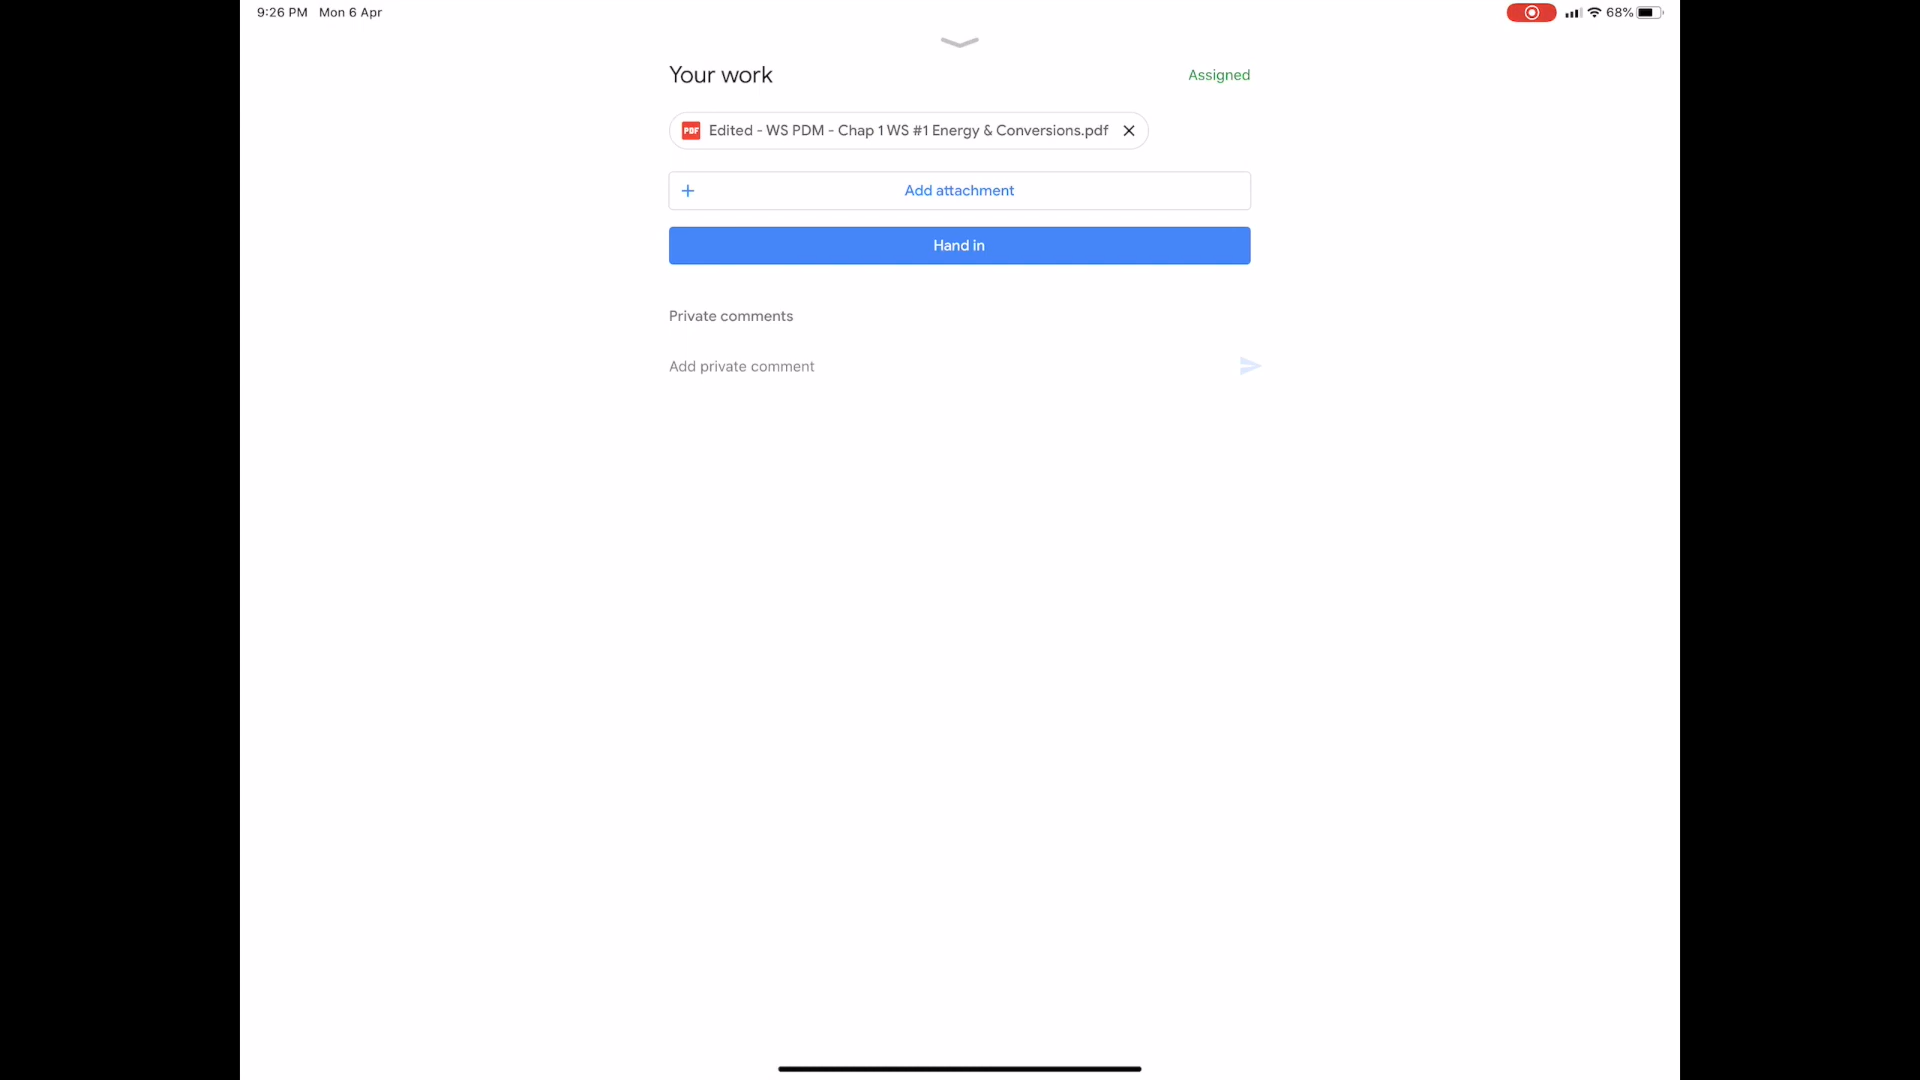 9:26 PM Mon 6 Apr
68%
Your work
Assigned
PDF Edited - WS PDM - Chap 1 WS #1 Energy & Conversions.pdf
Add attachment
Hand in
Private comments
Add private comment